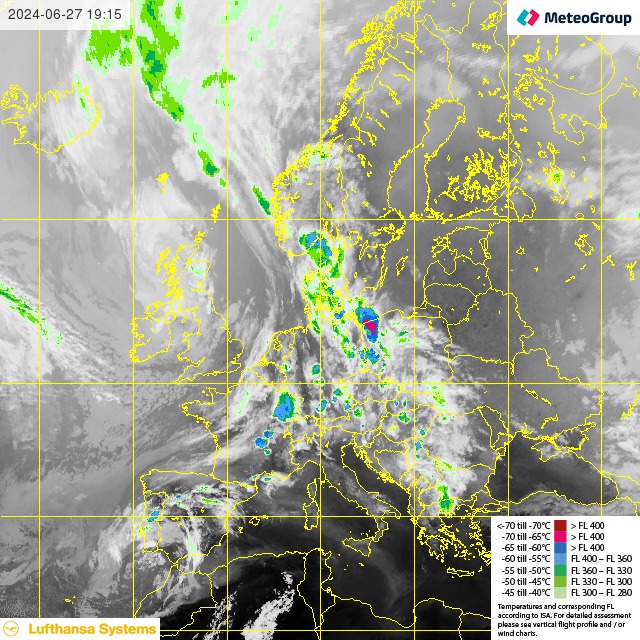 2024-06-27 19:15
MeteoGroup
<-70 till -70°C > FL 400
-70 till -65°C > FL 400
-65 till -60°C > FL 400
-60 till -55°C FL 400 – FL 360
-55 till -50°C FL 360 – FL 330
-50 till -45°C FL 330 – FL 300
-45 till -40°C FL 300 – FL 280
Temperatures and corresponding FL
according to ISA. For detailed assessment
please see vertical flight profile and / or
wind charts.
Lufthansa Systems